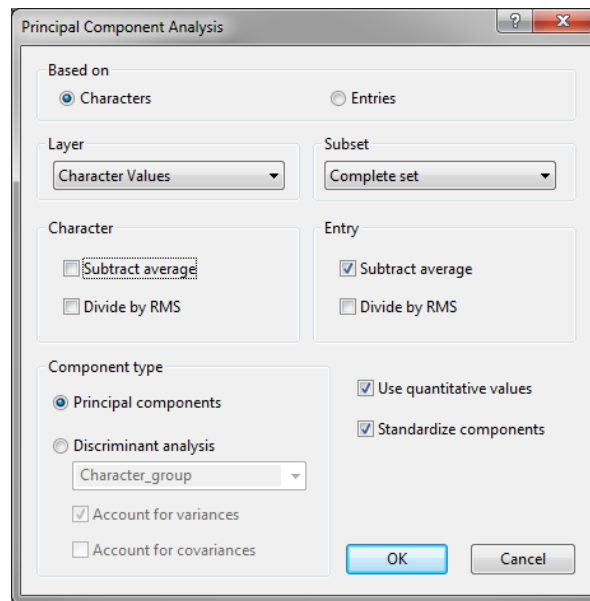 Principal Component Analysis
?
x
Based on
Characters
Entries
Layer
Character Values
Subset
Complete set
Character
Subtract average
Divide by RMS
Entry
Subtract average
Divide by RMS
Component type
Principal components
Discriminant analysis
Character_group
Account for variances
Account for covariances
Use quantitative values
Standardize components
OK
Cancel